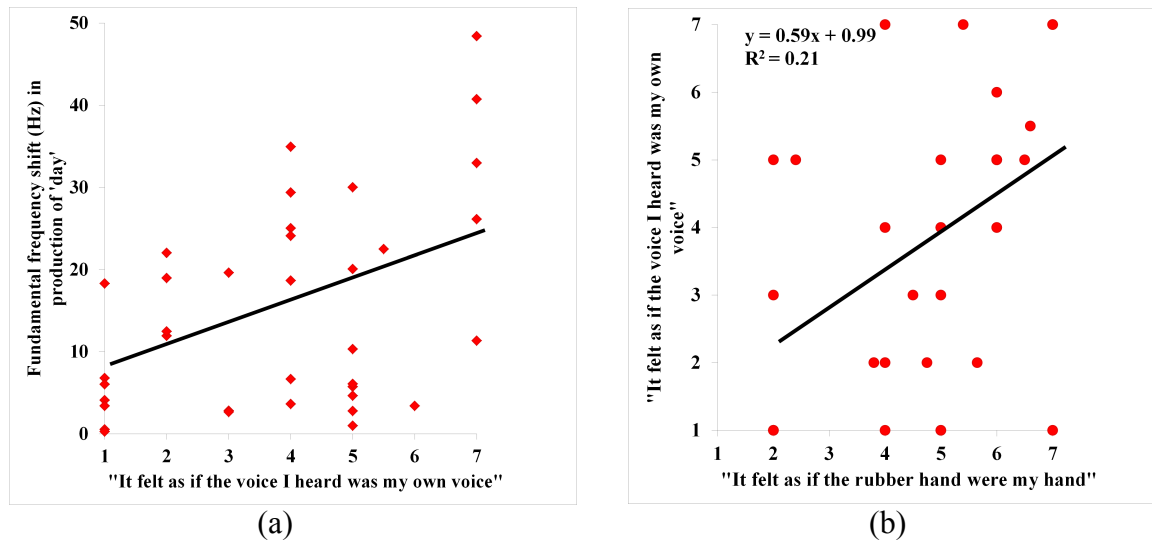 Fundamental frequency shift (Hz) in
production of 'day'
50
40
30
20
10
0
1 2 3 4 5 6 7
"It felt as if the voice I heard was my own voice"
(a)
"It felt as if the voice I heard was my own
voice"
y = 0.59x + 0.99
R² = 0.21
7
6
5
4
3
2
1
1 2 3 4 5 6 7
"It felt as if the rubber hand were my hand"
(b)